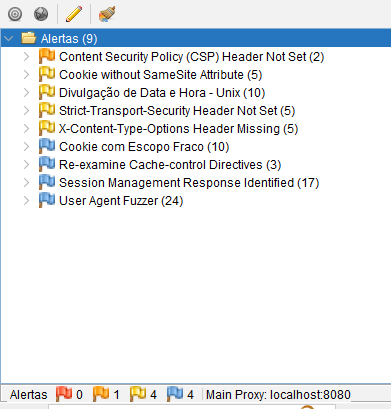 Alertas (9)
Content Security Policy (CSP) Header Not Set (2)
Cookie without SameSite Attribute (5)
Divulgação de Data e Hora - Unix (10)
Strict-Transport-Security Header Not Set (5)
X-Content-Type-Options Header Missing (5)
Cookie com Escopo Fraco (10)
Re-examine Cache-control Directives (3)
Session Management Response Identified (17)
User Agent Fuzzer (24)
Alertas 0 1 4 4 Main Proxy: localhost:8080